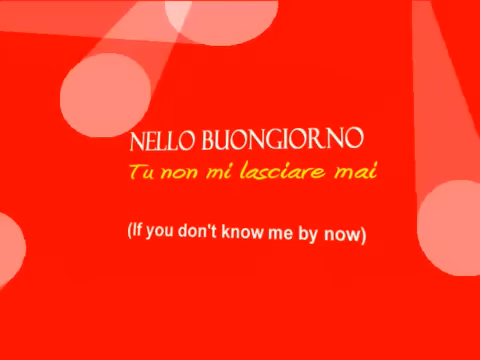 NELLO BUONGIORNO
Tu non mi lasciare mai
(If you don't know me by now)